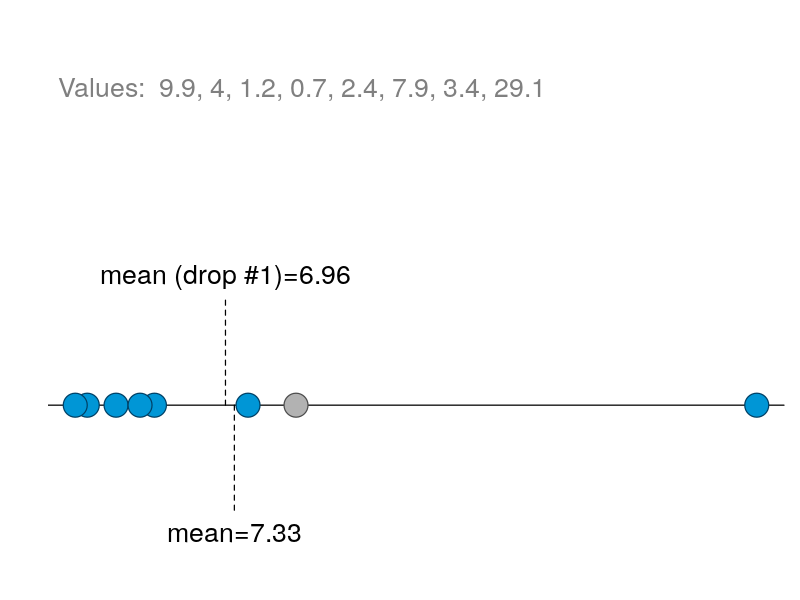 Values: 9.9, 4, 1.2, 0.7, 2.4, 7.9, 3.4, 29.1
mean (drop #1)=6.96
mean=7.33